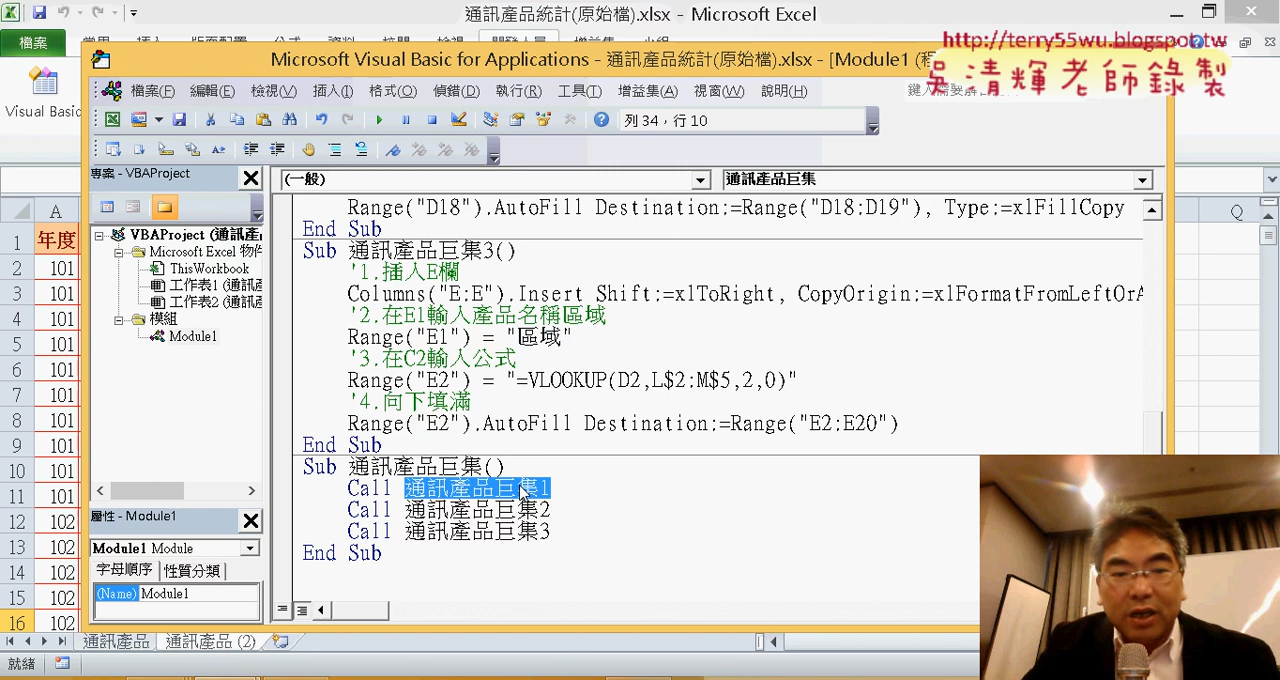 通訊產品統計(原始檔).xlsx - Microsoft Excel
檔案
Visual Basic
http://terry55wu.blogspot.tw
吳清輝老師錄製
Microsoft Visual Basic for Applications - 通訊產品統計(原始檔).xlsx - [Module1 (程
檔案(F) 編輯(E) 檢視(V) 插入(I) 格式(O) 偵錯(D) 執行(R) 工具(T) 增益集(A) 視窗(W) 說明(H)
列 34，行 10
專案 - VBAProject
VBAProject (通訊產
Microsoft Excel 物件
ThisWorkbook
工作表1 (通訊產
工作表2 (通訊產
模組
Module1
屬性 - Module1
Module1 Module
字母順序 性質分類
(Name) Module1
(一般)
通訊產品巨集
Range("D18").AutoFill Destination:=Range("D18:D19"), Type:=xlFillCopy
End Sub
Sub 通訊產品巨集3()
'1.插入E欄
Columns("E:E").Insert Shift:=xlToRight, CopyOrigin:=xlFormatFromLeftOrA
'2.在E1輸入產品名稱區域
Range("E1") = "區域"
'3.在C2輸入公式
Range("E2") = "=VLOOKUP(D2,L$2:M$5,2,0)"
'4.向下填滿
Range("E2").AutoFill Destination:=Range("E2:E20")
End Sub
Sub 通訊產品巨集()
Call 通訊產品巨集1
Call 通訊產品巨集2
Call 通訊產品巨集3
End Sub
A
Q
1 年度
2 101
3 101
4 101
5 101
6 101
7 101
8 101
9 101
10 101
11 101
12 102
13 102
14 102
15 102
16 102
通訊產品 通訊產品 (2)
就緒